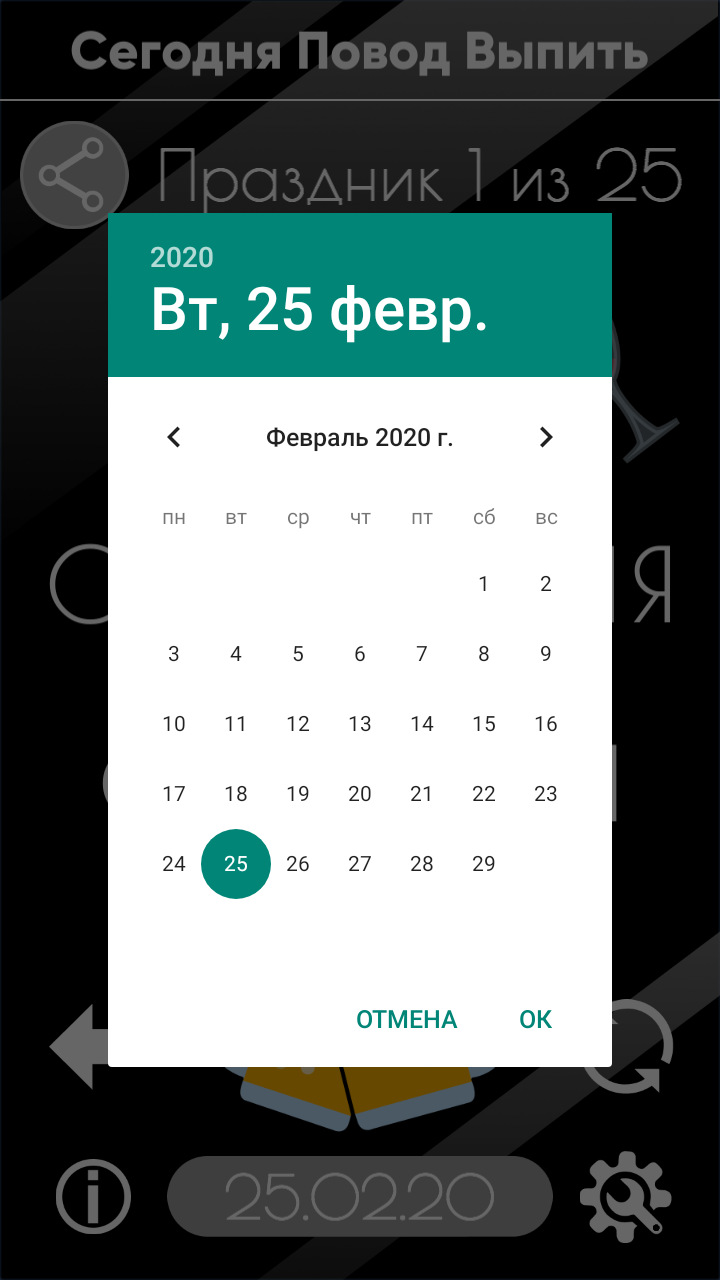 Сегодня Повод Выпить
Праздник 1 из 25
2020
Вт, 25 февр.
Февраль 2020 г.
пн вт ср чт пт сб вс
1 2
3 4 5 6 7 8 9
10 11 12 13 14 15 16
17 18 19 20 21 22 23
24 25 26 27 28 29
ОТМЕНА ОК
25.02.20